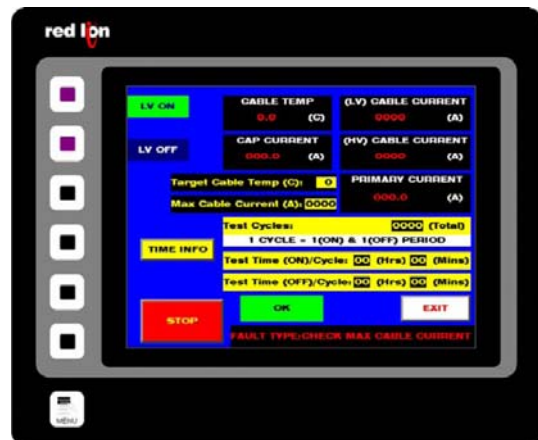 red lion
LV ON
CABLE TEMP
0.0 (C)
(LV) CABLE CURRENT
0000 (A)
LV OFF
CAP CURRENT
000.0 (A)
(HV) CABLE CURRENT
0000 (A)
Target Cable Temp (C): 0
Max Cable Current (A): 0000
PRIMARY CURRENT
000.0 (A)
Test Cycles: 0000 (Total)
1 CYCLE = 1(ON) & 1(OFF) PERIOD
TIME INFO
Test Time (ON)/Cycle: 00 (Hrs) 00 (Mins)
Test Time (OFF)/Cycle: 00 (Hrs) 00 (Mins)
STOP
OK
EXIT
FAULT TYPE:CHECK MAX CABLE CURRENT
MENU